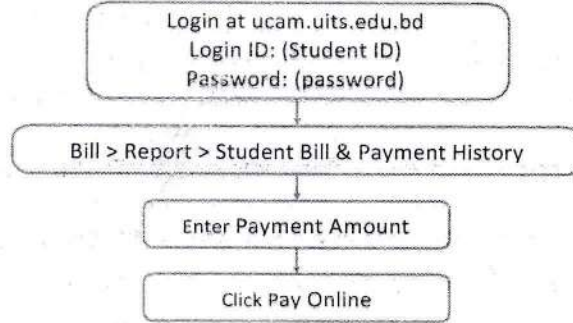 Login at ucam.uits.edu.bd
Login ID: (Student ID)
Password: (password)
Bill > Report > Student Bill & Payment History
Enter Payment Amount
Click Pay Online